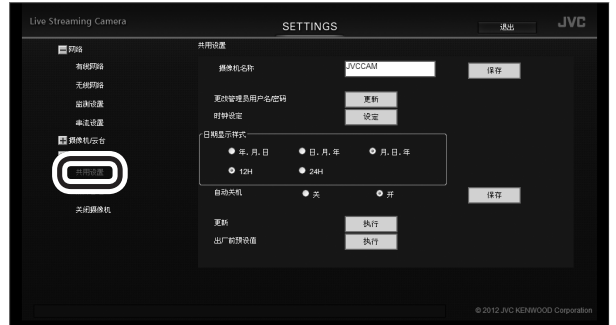 Live Streaming Camera
SETTINGS
退出
JVC
网络
有线网路
无线网路
监测设置
串流设置
摄像机/云台
共用设置
关闭摄像机
共用设置
摄像机名称
JVCCAM
保存
更改管理员用户名/密码
更新
时钟设定
设定
日期显示样式
年. 月. 日
日. 月. 年
月. 日. 年
12H
24H
自动关机
关
开
保存
更新
执行
出厂前预设值
执行
© 2012 JVC KENWOOD Corporation